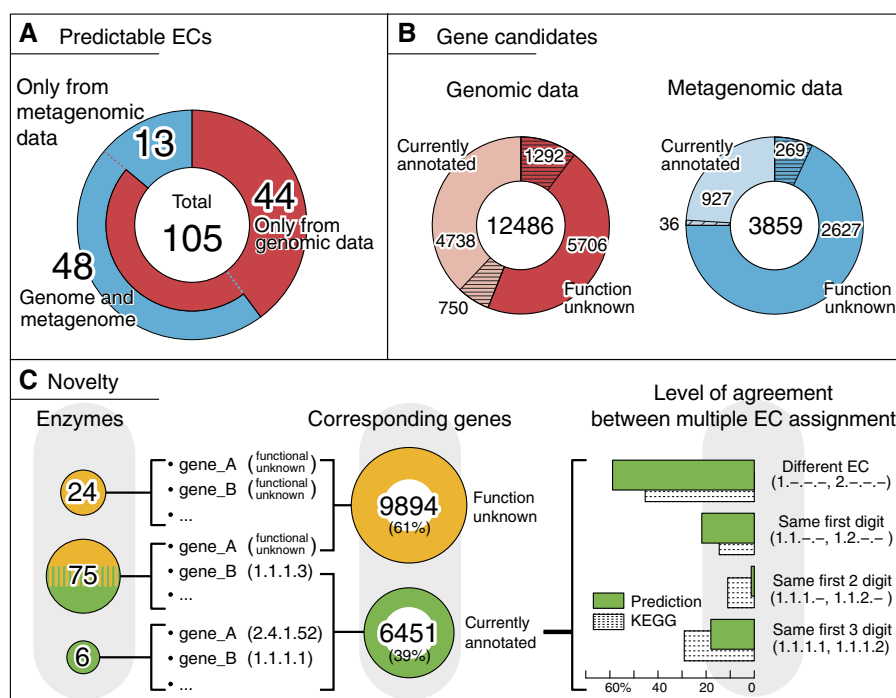 A Predictable ECs
Only from
metagenomic
data
13
Total
105
44
Only from
genomic data
48
Genome and
metagenome
B Gene candidates
Genomic data
Currently
annotated
1292
12486
4738
5706
750
Function
unknown
Metagenomic data
Currently
annotated
269
927
36
3859
2627
Function
unknown
C Novelty
Enzymes
24
75
6
• gene_A (functional unknown)
• gene_B (functional unknown)
• ...
• gene_A (functional unknown)
• gene_B (1.1.1.3)
• ...
• gene_A (2.4.1.52)
• gene_B (1.1.1.1)
• ...
Corresponding genes
9894
(61%)
Function
unknown
6451
(39%)
Currently
annotated
Level of agreement
between multiple EC assignment
Different EC
(1.–.–.–, 2.–.–.–)
Same first digit
(1.1.–.–, 1.2.–.– )
Same first 2 digit
(1.1.1.–, 1.1.2.– )
Same first 3 digit
(1.1.1.1, 1.1.1.2)
Prediction
KEGG
60% 40 20 0